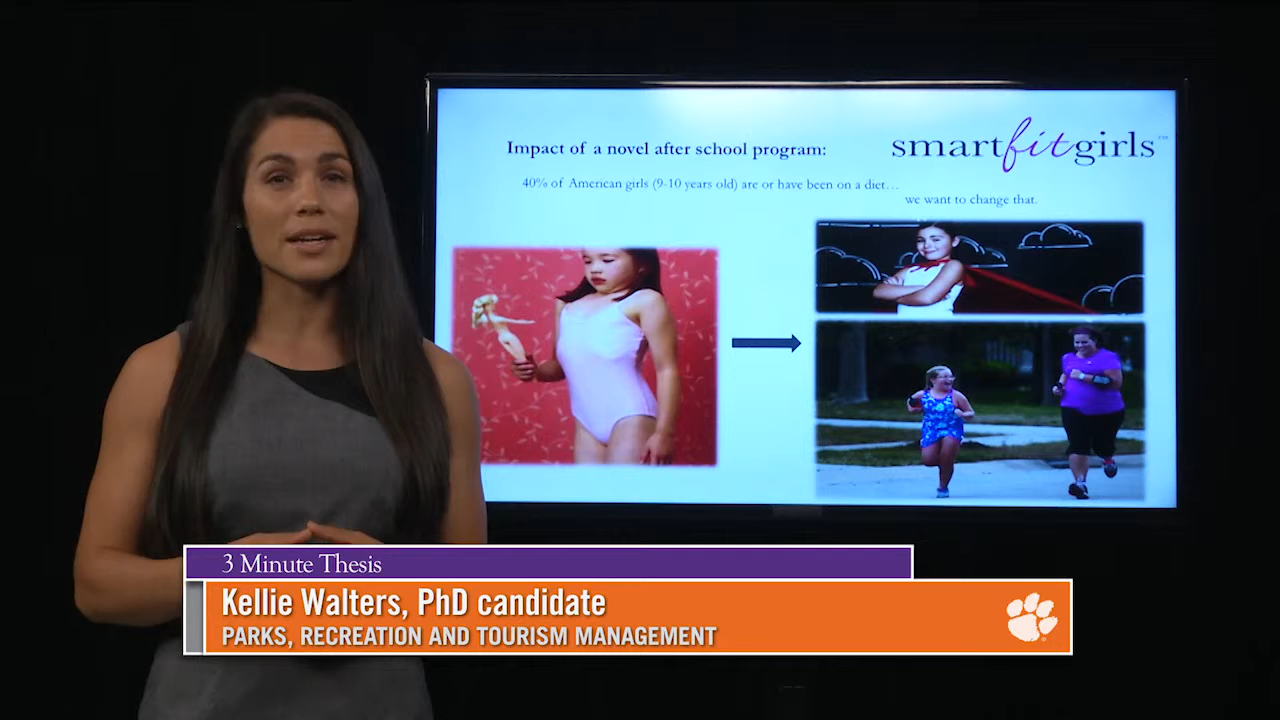 Impact of a novel after school program:
smartfitgirls™
40% of American girls (9-10 years old) are or have been on a diet...
we want to change that.
3 Minute Thesis
Kellie Walters, PhD candidate
PARKS, RECREATION AND TOURISM MANAGEMENT